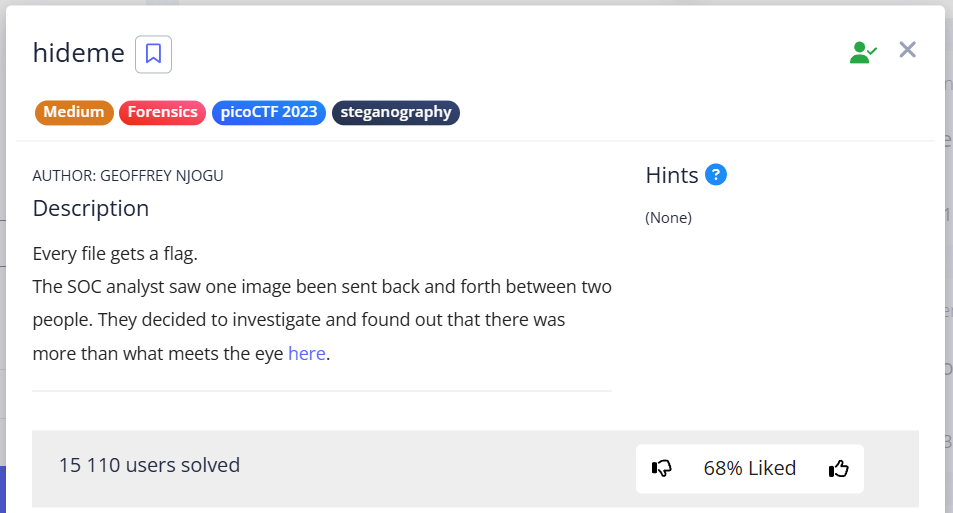 hideme
Medium Forensics picoCTF 2023 steganography
AUTHOR: GEOFFREY NJOGU
Description
Every file gets a flag.
The SOC analyst saw one image been sent back and forth between two
people. They decided to investigate and found out that there was
more than what meets the eye here.
Hints ?
(None)
15 110 users solved
68% Liked